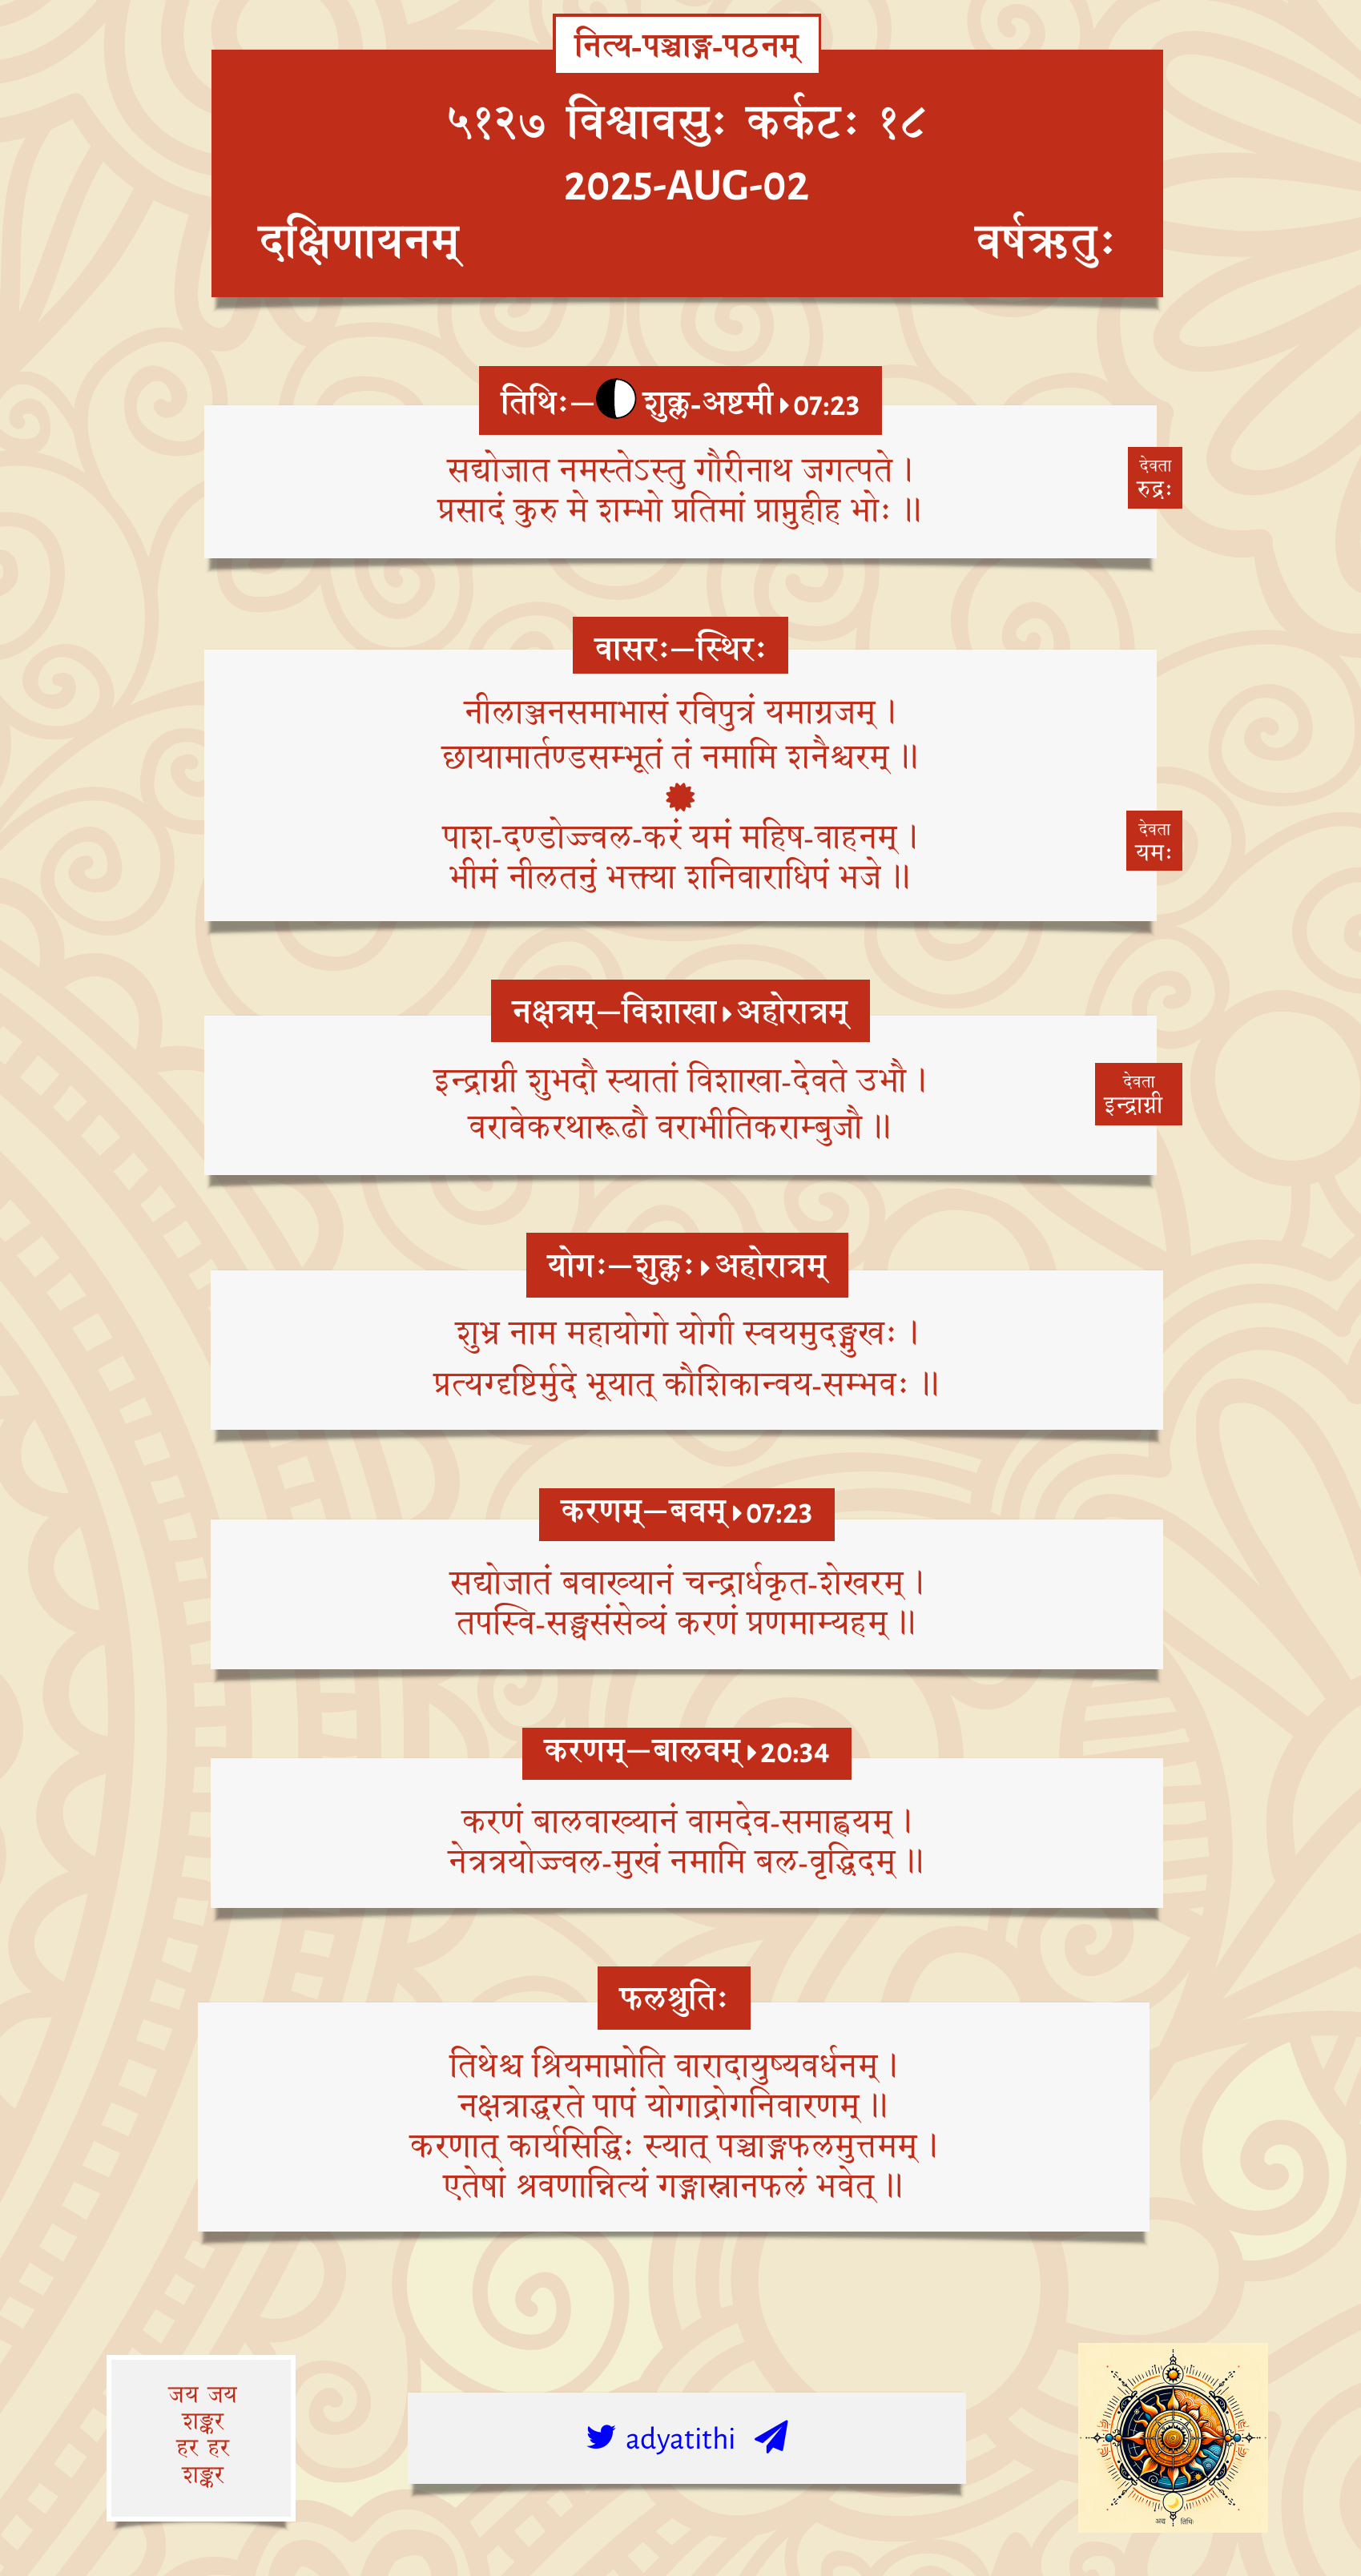 नित्य-पञ्चाङ्ग-पठनम्
५१२७ विश्वावसुः कर्कटः १८
2025-AUG-02
दक्षिणायनम् वर्षऋतुः
तिथिः— शुक्ल-अष्टमी 07:23
सद्योजात नमस्तेऽस्तु गौरीनाथ जगत्पते ।
प्रसादं कुरु मे शम्भो प्रतिमां प्राप्नुहीह भोः ॥
देवता
रुद्रः
वासरः—स्थिरः
नीलाञ्जनसमाभासं रविपुत्रं यमाग्रजम् ।
छायामार्तण्डसम्भूतं तं नमामि शनैश्चरम् ॥
पाश-दण्डोज्ज्वल-करं यमं महिष-वाहनम् ।
भीमं नीलतनुं भक्त्या शनिवाराधिपं भजे ॥
देवता
यमः
नक्षत्रम्—विशाखा अहोरात्रम्
इन्द्राग्नी शुभदौ स्यातां विशाखा-देवते उभौ ।
वरावेकरथारूढौ वराभीतिकराम्बुजौ ॥
देवता
इन्द्राग्नी
योगः—शुक्लः अहोरात्रम्
शुभ्र नाम महायोगो योगी स्वयमुदङ्मुखः ।
प्रत्यग्दृष्टिर्मुदे भूयात् कौशिकान्वय-सम्भवः ॥
करणम्—बवम् 07:23
सद्योजातं बवाख्यानं चन्द्रार्धकृत-शेखरम् ।
तपस्वि-सङ्घसंसेव्यं करणं प्रणमाम्यहम् ॥
करणम्—बालवम् 20:34
करणं बालवाख्यानं वामदेव-समाह्वयम् ।
नेत्रत्रयोज्ज्वल-मुखं नमामि बल-वृद्धिदम् ॥
फलश्रुतिः
तिथेश्च श्रियमाप्नोति वारादायुष्यवर्धनम् ।
नक्षत्राद्धरते पापं योगाद्रोगनिवारणम् ॥
करणात् कार्यसिद्धिः स्यात् पञ्चाङ्गफलमुत्तमम् ।
एतेषां श्रवणान्नित्यं गङ्गास्नानफलं भवेत् ॥
जय जय
शङ्कर
हर हर
शङ्कर
adyatithi
अद्य तिथिः